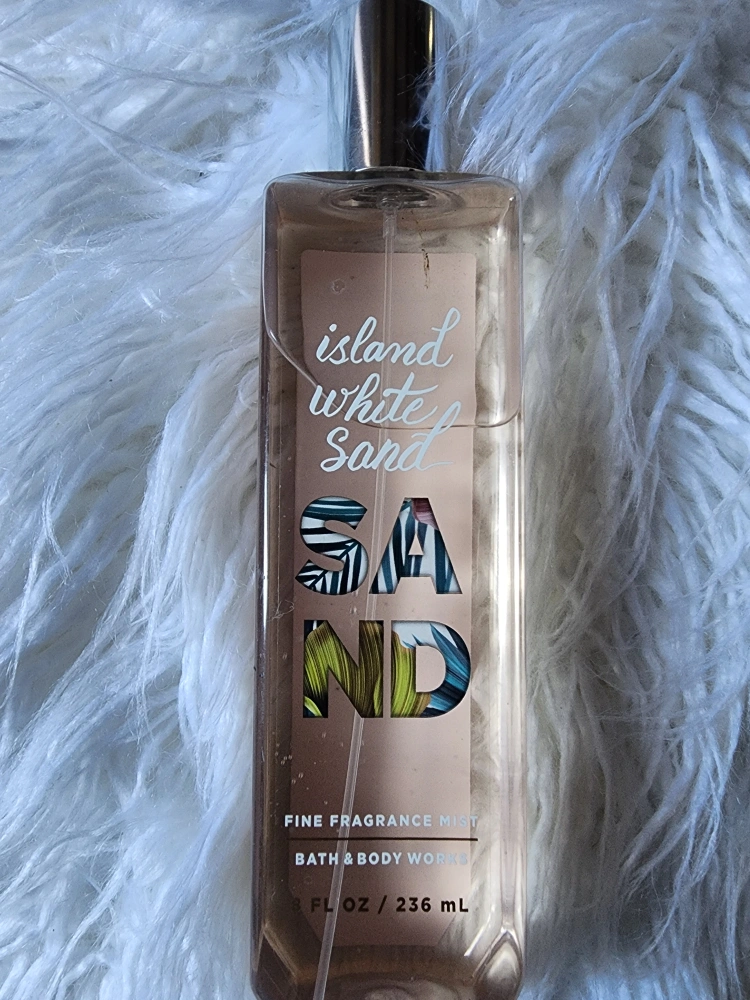 island
white
sand
SA
ND
FINE FRAGRANCE MIST
BATH & BODY WORKS
8 FL OZ / 236 mL